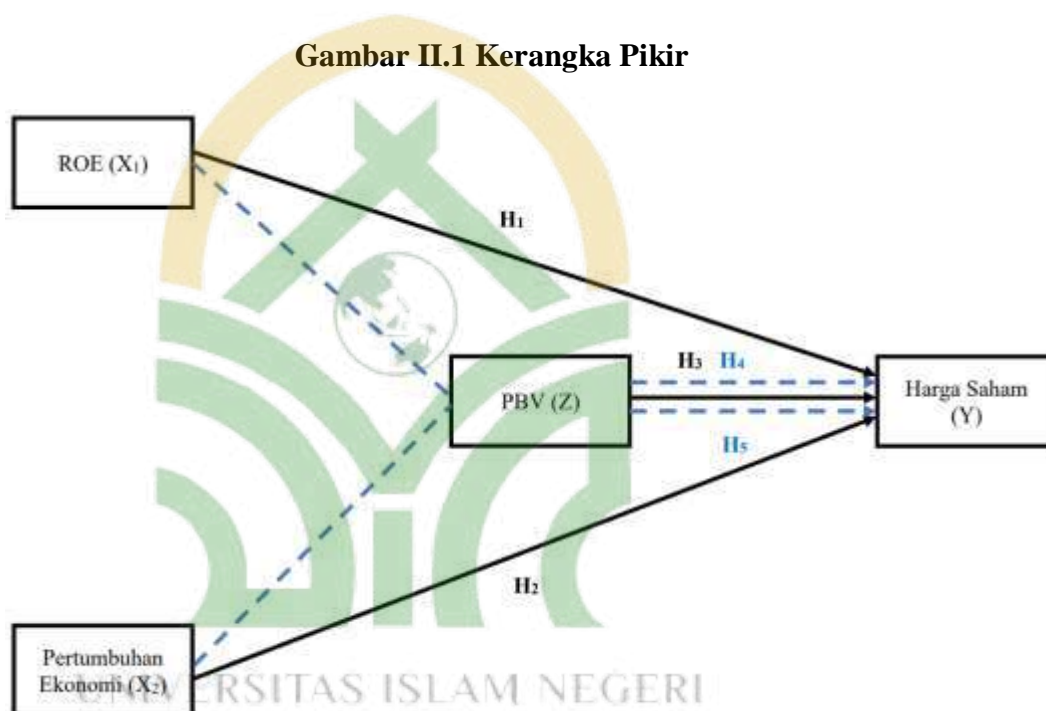 Gambar II.1 Kerangka Pikir
ROE (X₁)
H₁
H₃ H₄
PBV (Z)
Harga Saham
(Y)
H₅
H₂
Pertumbuhan
Ekonomi (X₂)
UNIVERSITAS ISLAM NEGERI